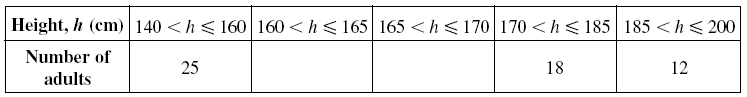 Height, h (cm) 140 < h ⩽ 160 160 < h ⩽ 165 165 < h ⩽ 170 170 < h ⩽ 185 185 < h ⩽ 200
Number of adults 25 18 12